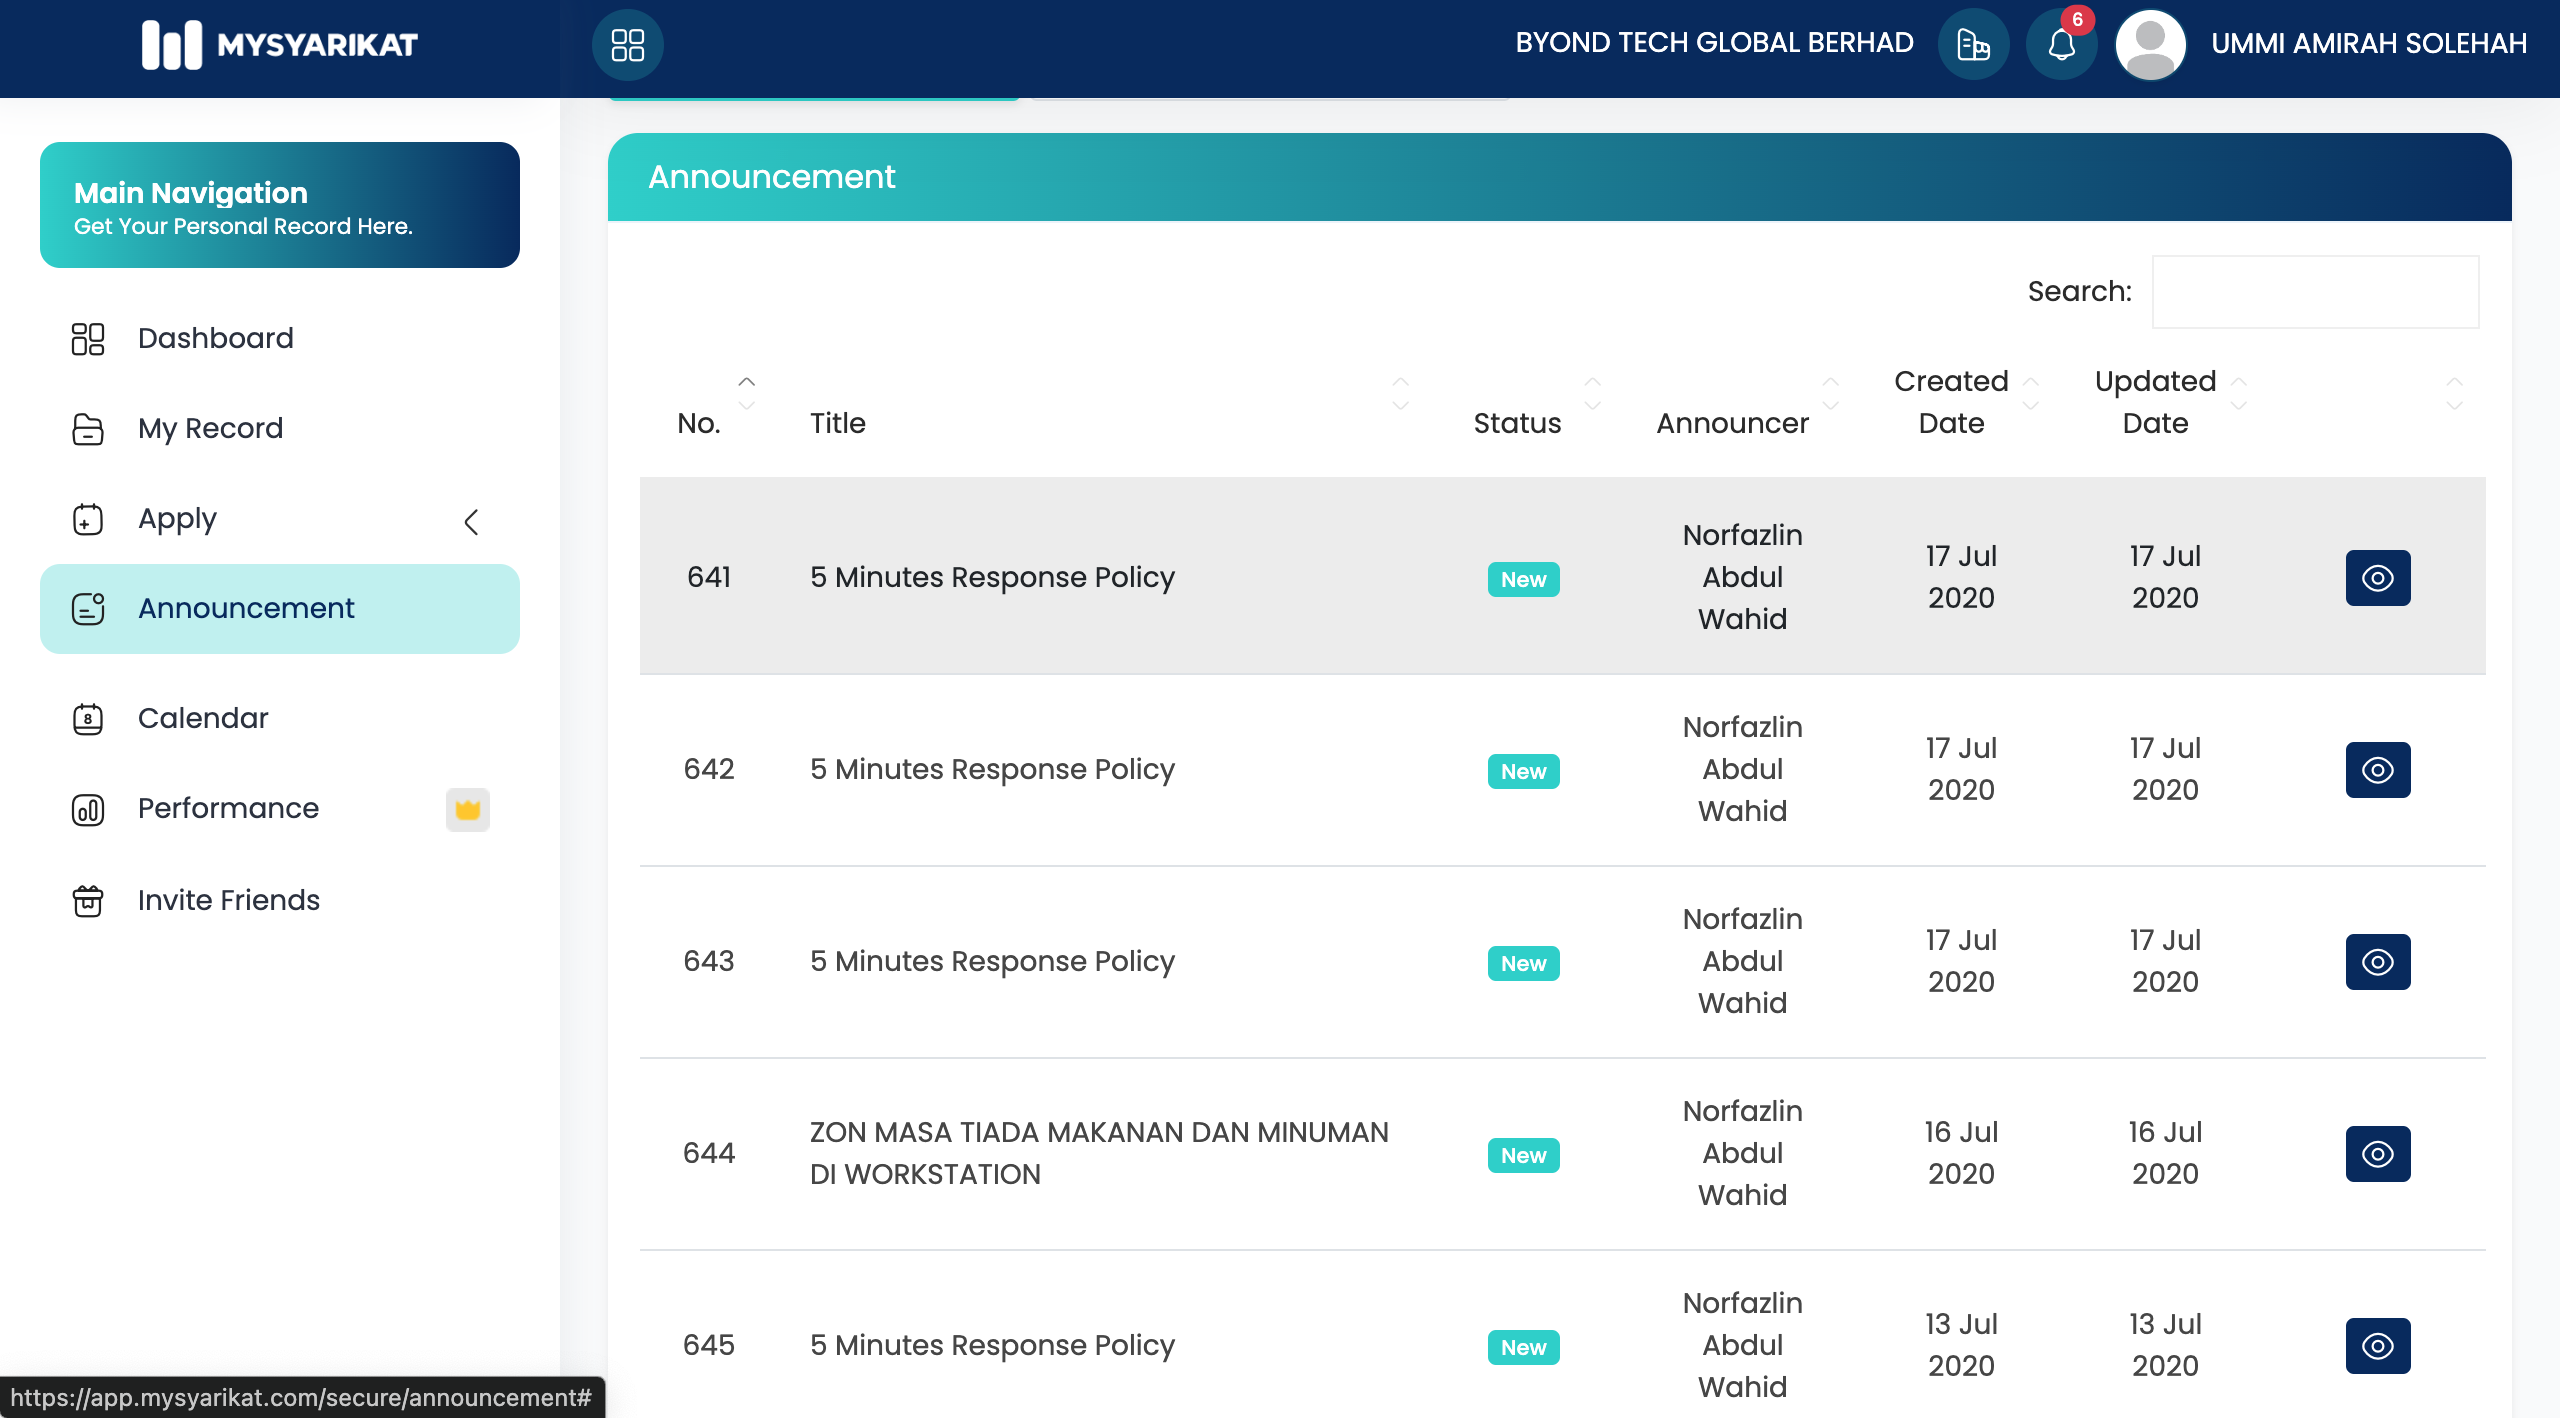 MYSYARIKAT
BYOND TECH GLOBAL BERHAD
6
UMMI AMIRAH SOLEHAH
Main Navigation
Get Your Personal Record Here.
Dashboard
My Record
Apply
Announcement
8
Calendar
Performance
Invite Friends
Announcement
Search:
No.
Title
Status
Announcer
Created
Date
Updated
Date
641
5 Minutes Response Policy
New
Norfazlin
Abdul
Wahid
17 Jul
2020
17 Jul
2020
642
5 Minutes Response Policy
New
Norfazlin
Abdul
Wahid
17 Jul
2020
17 Jul
2020
643
5 Minutes Response Policy
New
Norfazlin
Abdul
Wahid
17 Jul
2020
17 Jul
2020
644
ZON MASA TIADA MAKANAN DAN MINUMAN
DI WORKSTATION
New
Norfazlin
Abdul
Wahid
16 Jul
2020
16 Jul
2020
645
5 Minutes Response Policy
New
Norfazlin
Abdul
Wahid
13 Jul
2020
13 Jul
2020
https://app.mysyarikat.com/secure/announcement#